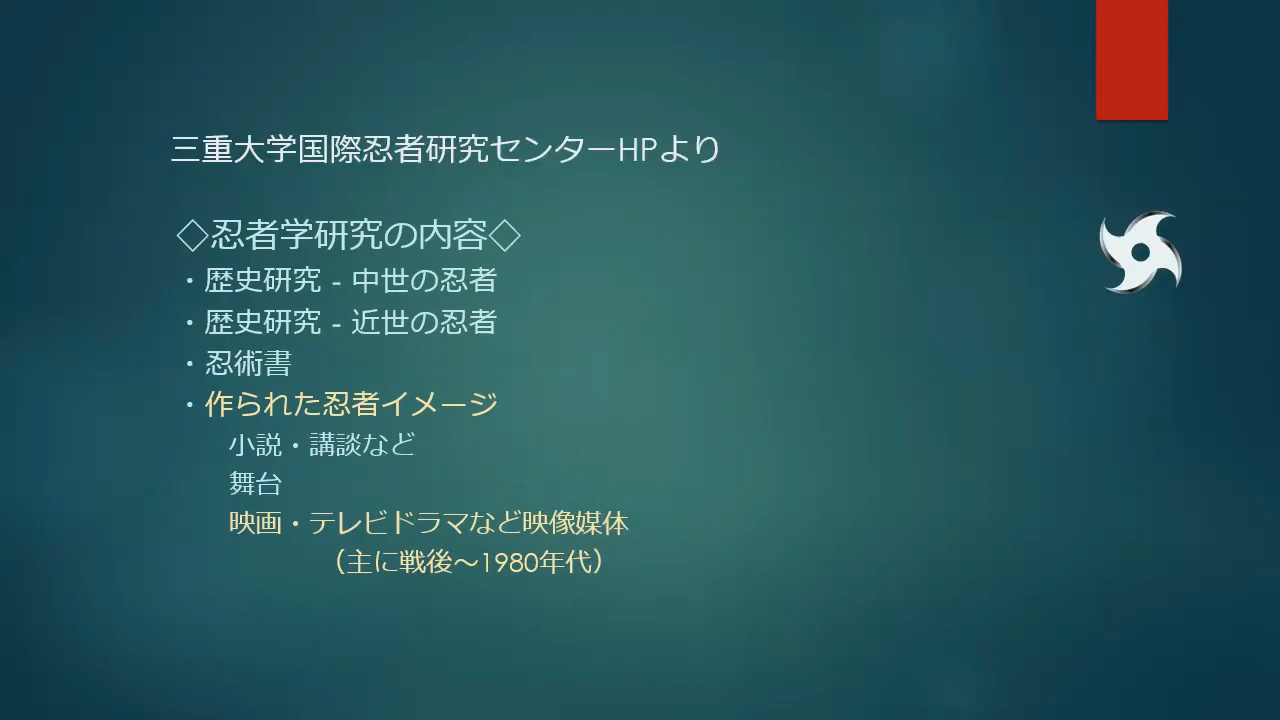 三重大学国際忍者研究センターHPより
◇忍者学研究の内容◇
・歴史研究 - 中世の忍者
・歴史研究 - 近世の忍者
・忍術書
・作られた忍者イメージ
小説・講談など
舞台
映画・テレビドラマなど映像媒体
（主に戦後～1980年代）